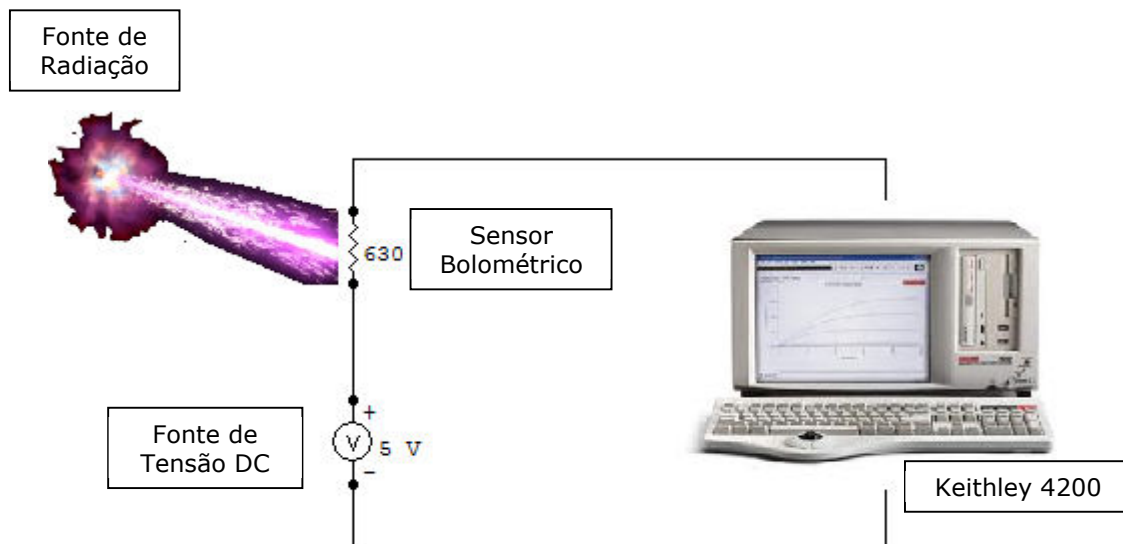 Fonte de
Radiação
630
Sensor
Bolométrico
+
V
5 V
−
Fonte de
Tensão DC
Keithley 4200